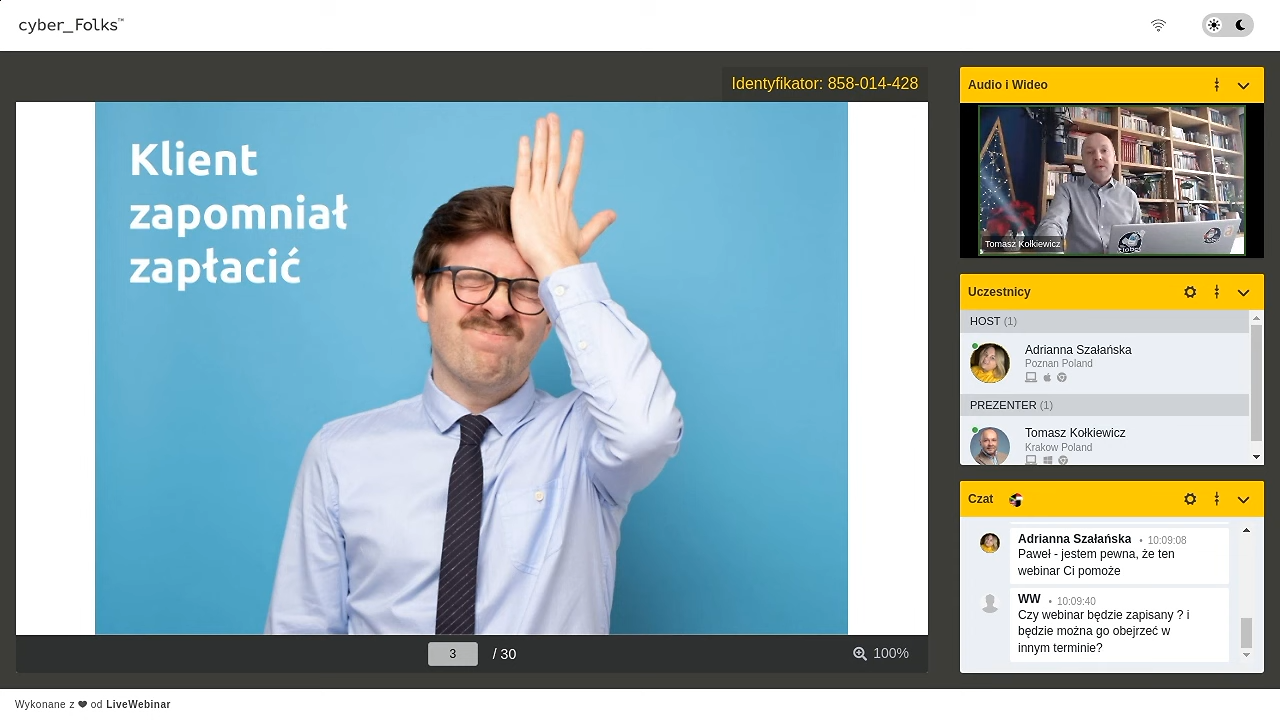 cyber_Folks™
Identyfikator: 858-014-428
Klient
zapomniał
zapłacić
3 / 30
100%
Audio i Wideo
Tomasz Kołkiewicz
Uczestnicy
HOST (1)
Adrianna Szałańska
Poznan Poland
PREZENTER (1)
Tomasz Kołkiewicz
Krakow Poland
Czat
Adrianna Szałańska • 10:09:08
Paweł - jestem pewna, że ten
webinar Ci pomoże
WW • 10:09:40
Czy webinar będzie zapisany ? i
będzie można go obejrzeć w
innym terminie?
Wykonane z ❤ od LiveWebinar